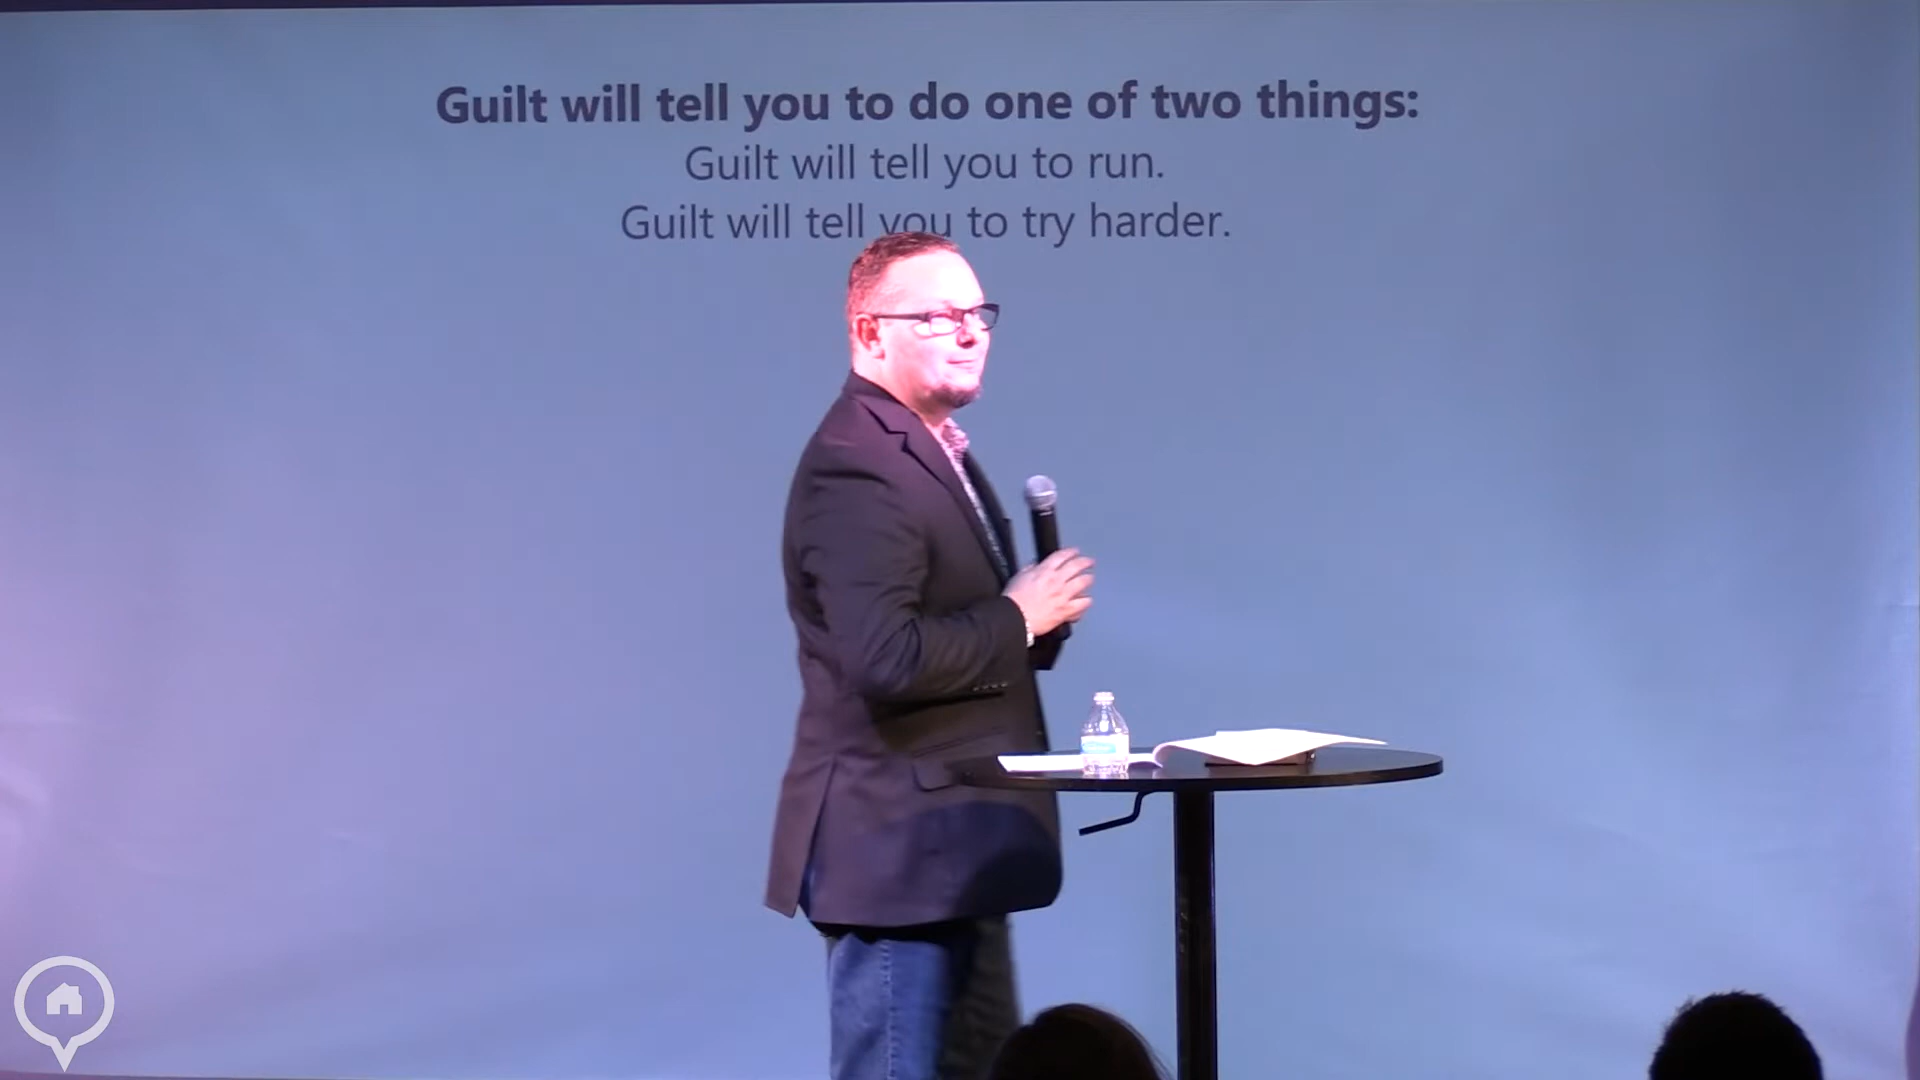 Guilt will tell you to do one of two things:
Guilt will tell you to run.
Guilt will tell you to try harder.